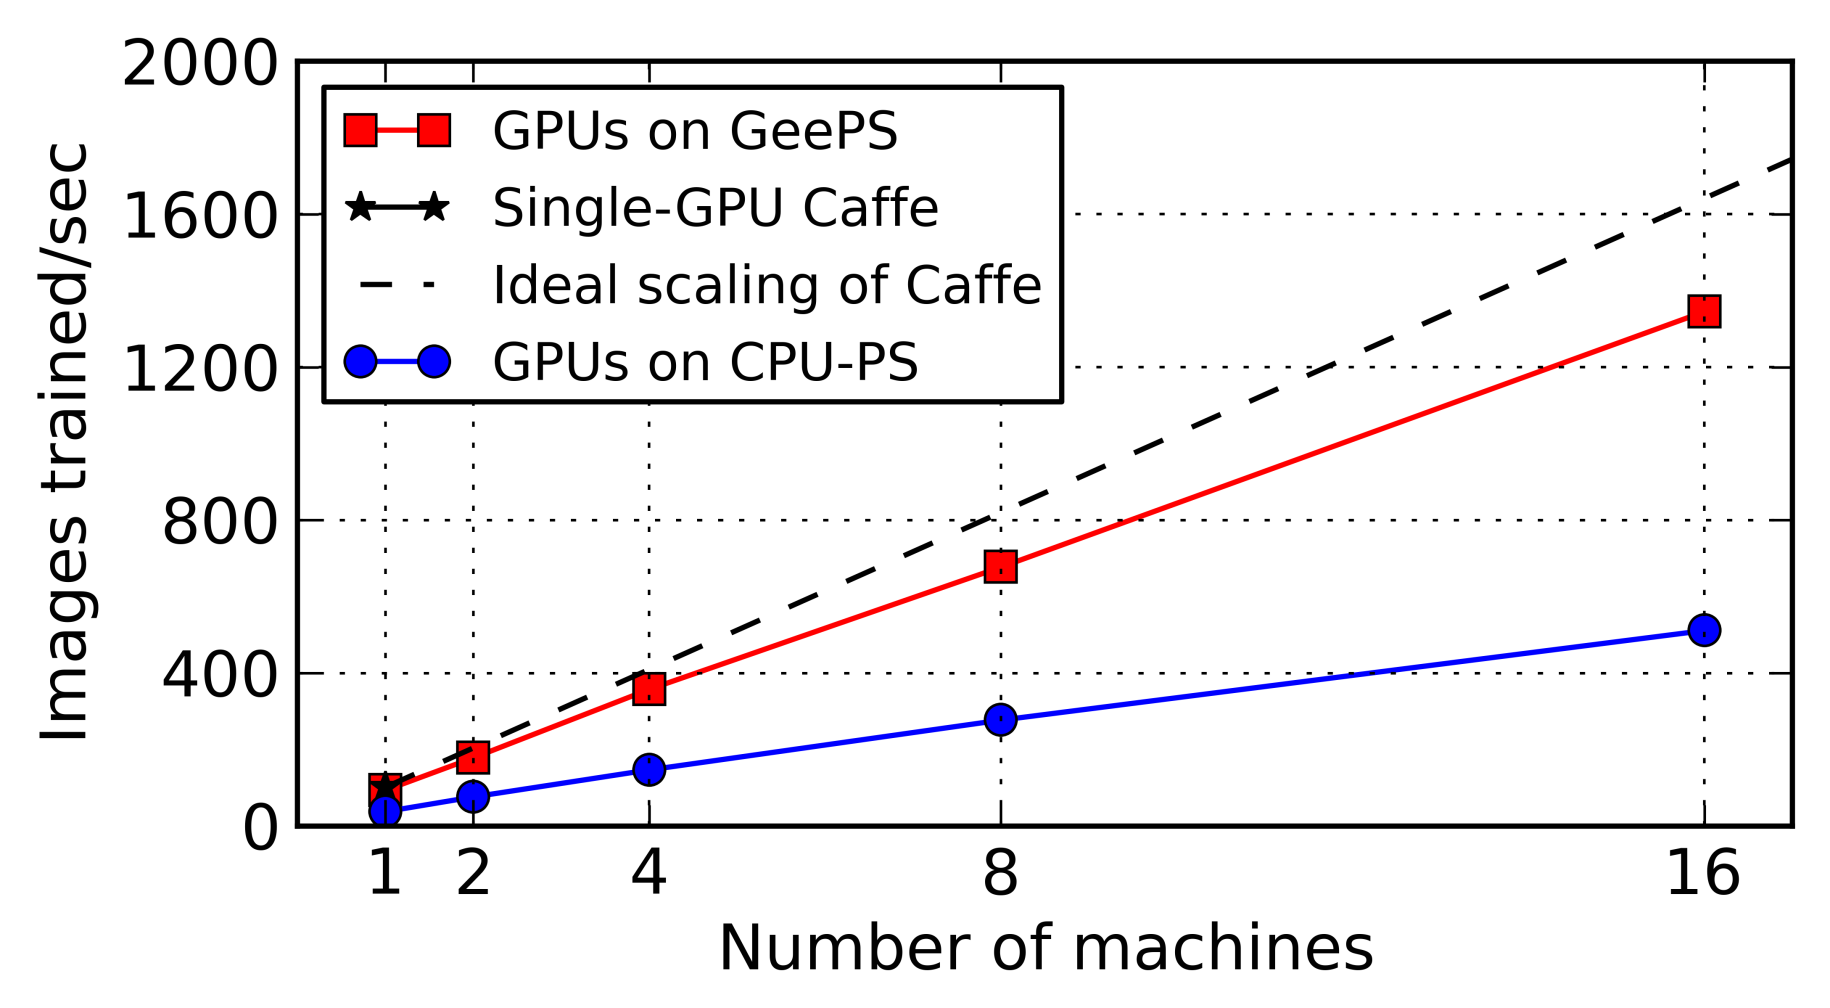 2000
1600
1200
800
400
0
Images trained/sec
GPUs on GeePS
Single-GPU Caffe
Ideal scaling of Caffe
GPUs on CPU-PS
1 2 4 8 16
Number of machines